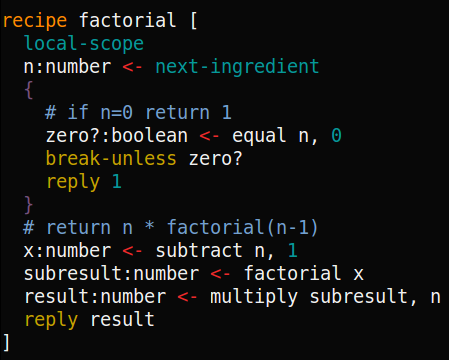 recipe factorial [
  local-scope
  n:number <- next-ingredient
  {
    # if n=0 return 1
    zero?:boolean <- equal n, 0
    break-unless zero?
    reply 1
  }
  # return n * factorial(n-1)
  x:number <- subtract n, 1
  subresult:number <- factorial x
  result:number <- multiply subresult, n
  reply result
]